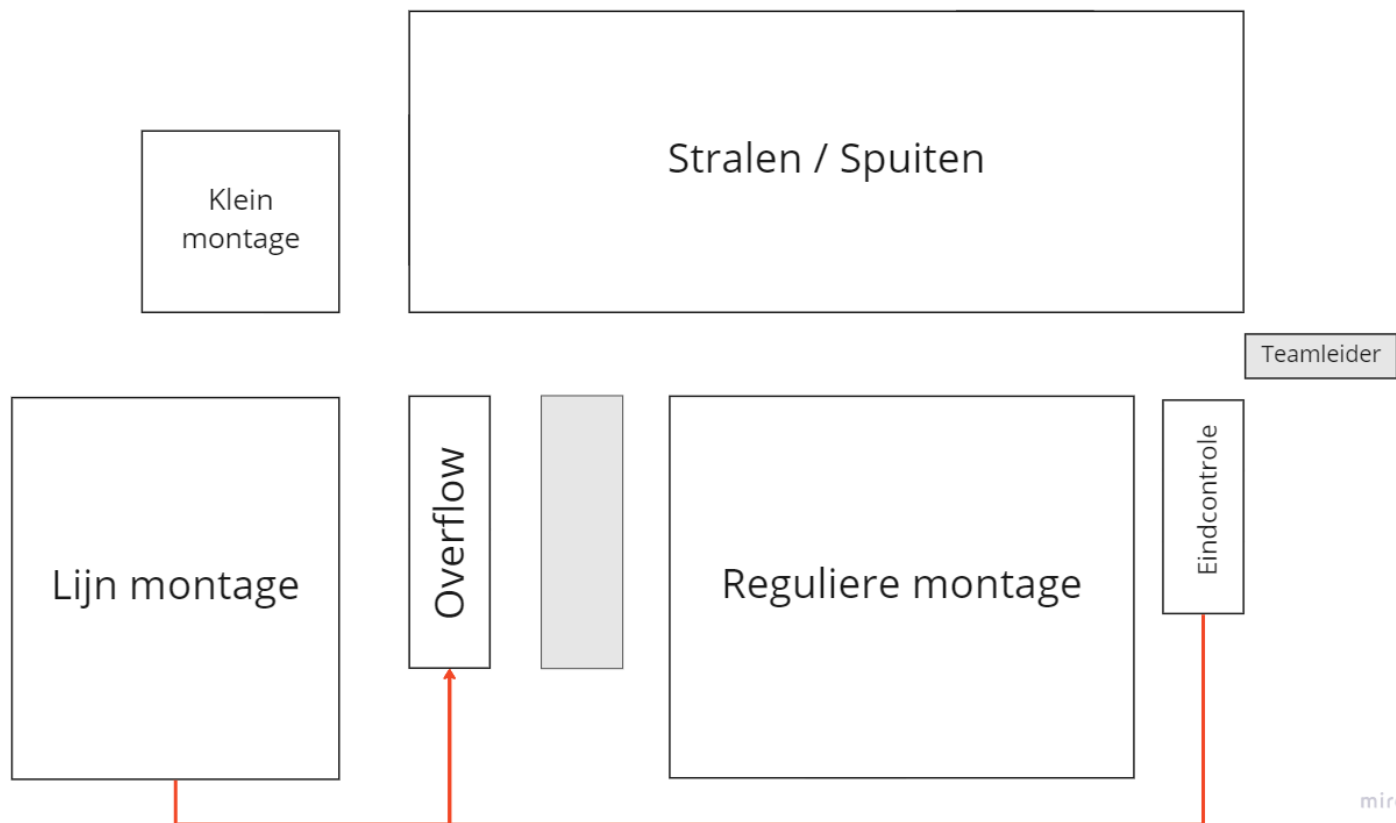 Stralen / Spuiten
Klein
montage
Teamleider
Lijn montage
Overflow
Reguliere montage
Eindcontrole